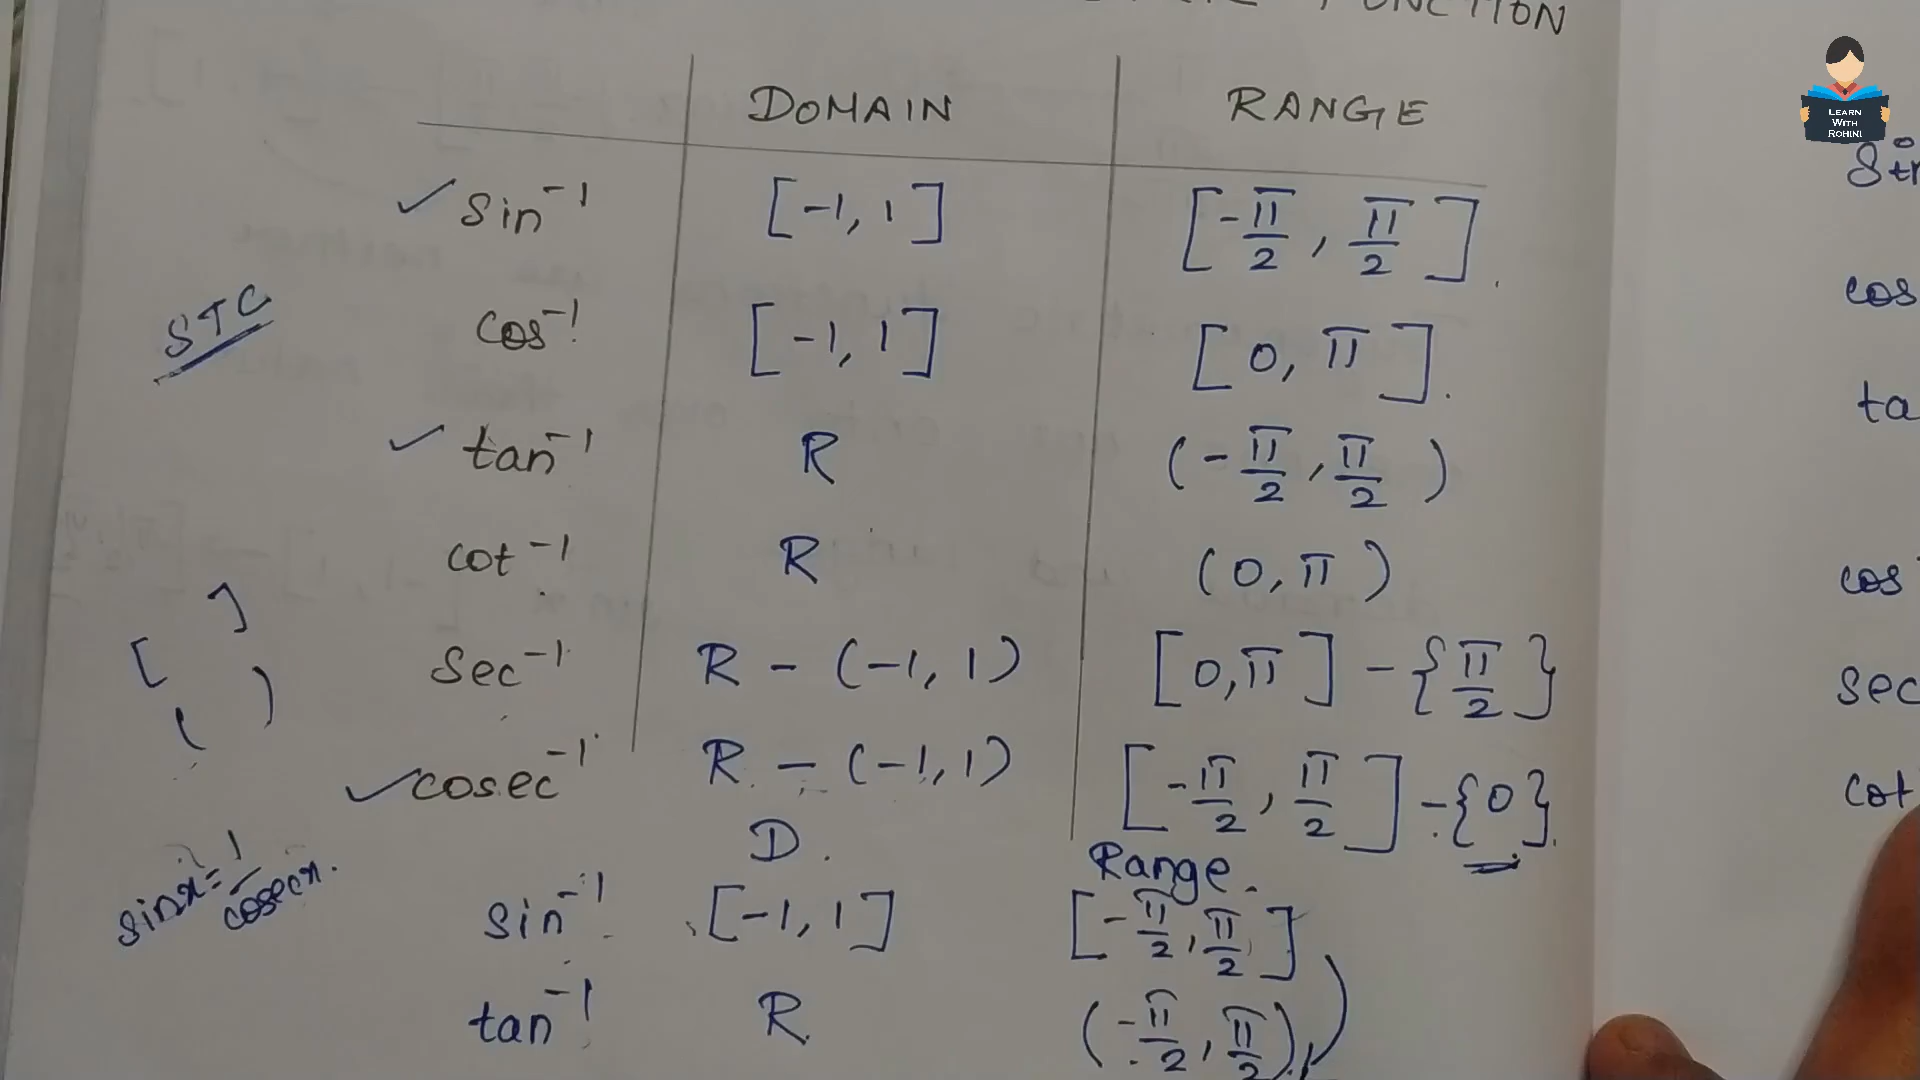 FUNCTION
DOMAIN RANGE
✓ sin⁻¹ [-1, 1] [-π/2, π/2].
STC
cos⁻¹ [-1, 1] [0, π].
✓ tan⁻¹ R (-π/2, π/2)
cot⁻¹ R (0, π)
[ ]
( )
sec⁻¹ R - (-1, 1) [0, π] - {π/2}
✓ cosec⁻¹ R - (-1, 1) [-π/2, π/2] - {0}.
D. Range.
sinx = 1/cosecx.
sin⁻¹ [-1, 1] [-π/2, π/2]
tan⁻¹ R (-π/2, π/2)
LEARN
WITH
ROHINI
cos
ta
cos
sec
cot